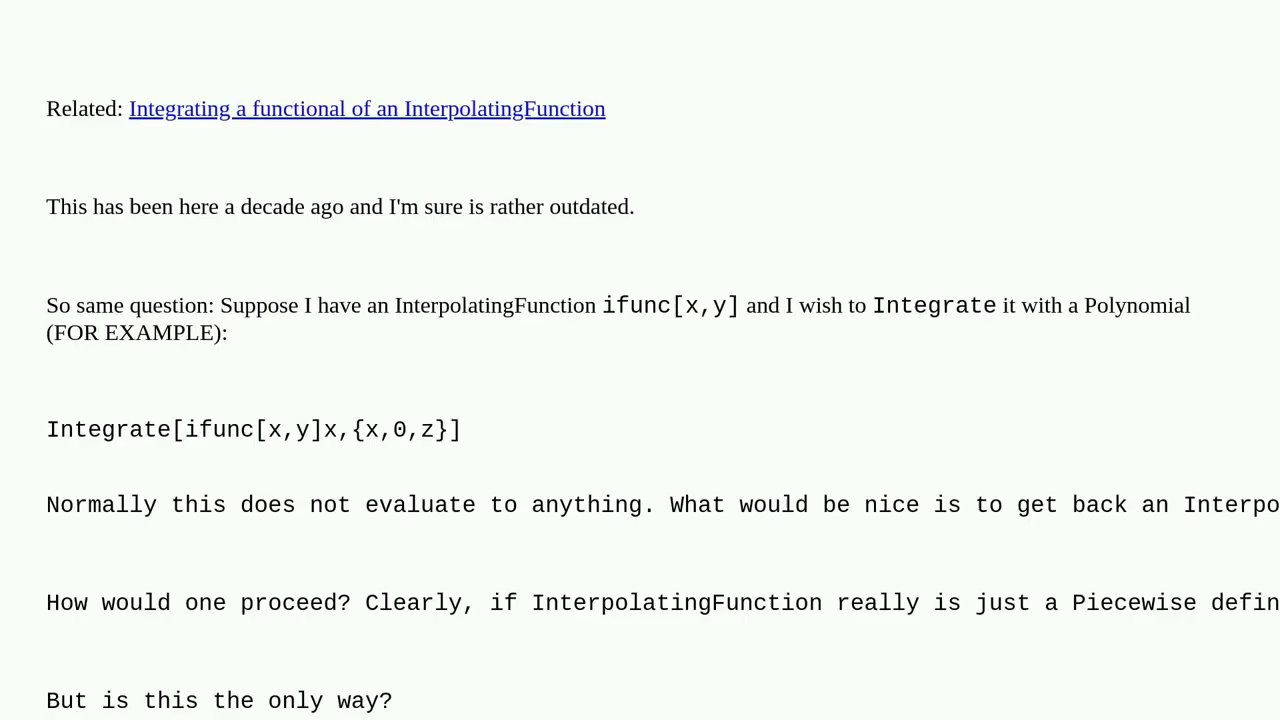 Related: Integrating a functional of an InterpolatingFunction
This has been here a decade ago and I'm sure is rather outdated.
So same question: Suppose I have an InterpolatingFunction ifunc[x,y] and I wish to Integrate it with a Polynomial
(FOR EXAMPLE):
Integrate[ifunc[x,y]x,{x,0,z}]
Normally this does not evaluate to anything. What would be nice is to get back an
How would one proceed? Clearly, if InterpolatingFunction really is just a Piecewise
But is this the only way?